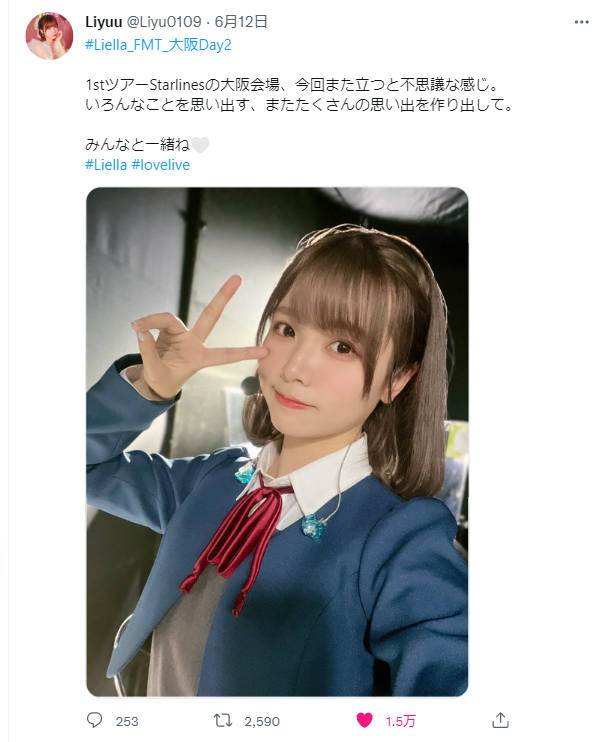 Liyuu @Liyu0109 · 6月12日
#Liella_FMT_大阪Day2
1stツアーStarlinesの大阪会場、今回また立つと不思議な感じ。
いろんなことを思い出す、またたくさんの思い出を作り出して。
みんなと一緒ね🤍
#Liella #lovelive
253 2,590 1.5万